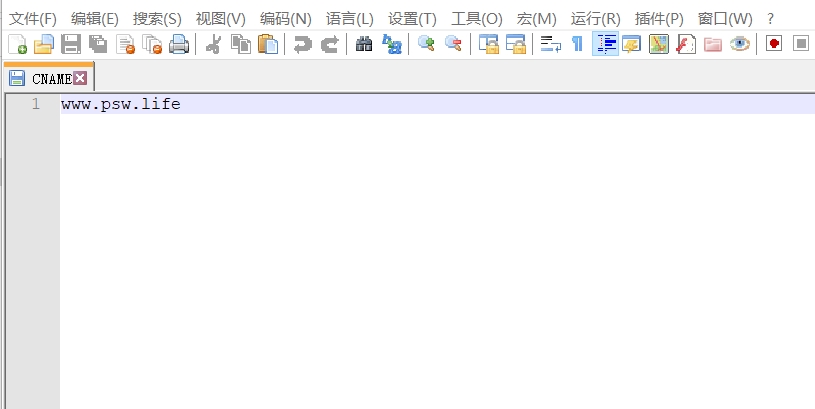 文件(F) 编辑(E) 搜索(S) 视图(V) 编码(N) 语言(L) 设置(T) 工具(O) 宏(M) 运行(R) 插件(P) 窗口(W) ?
CNAME
1 www.psw.life